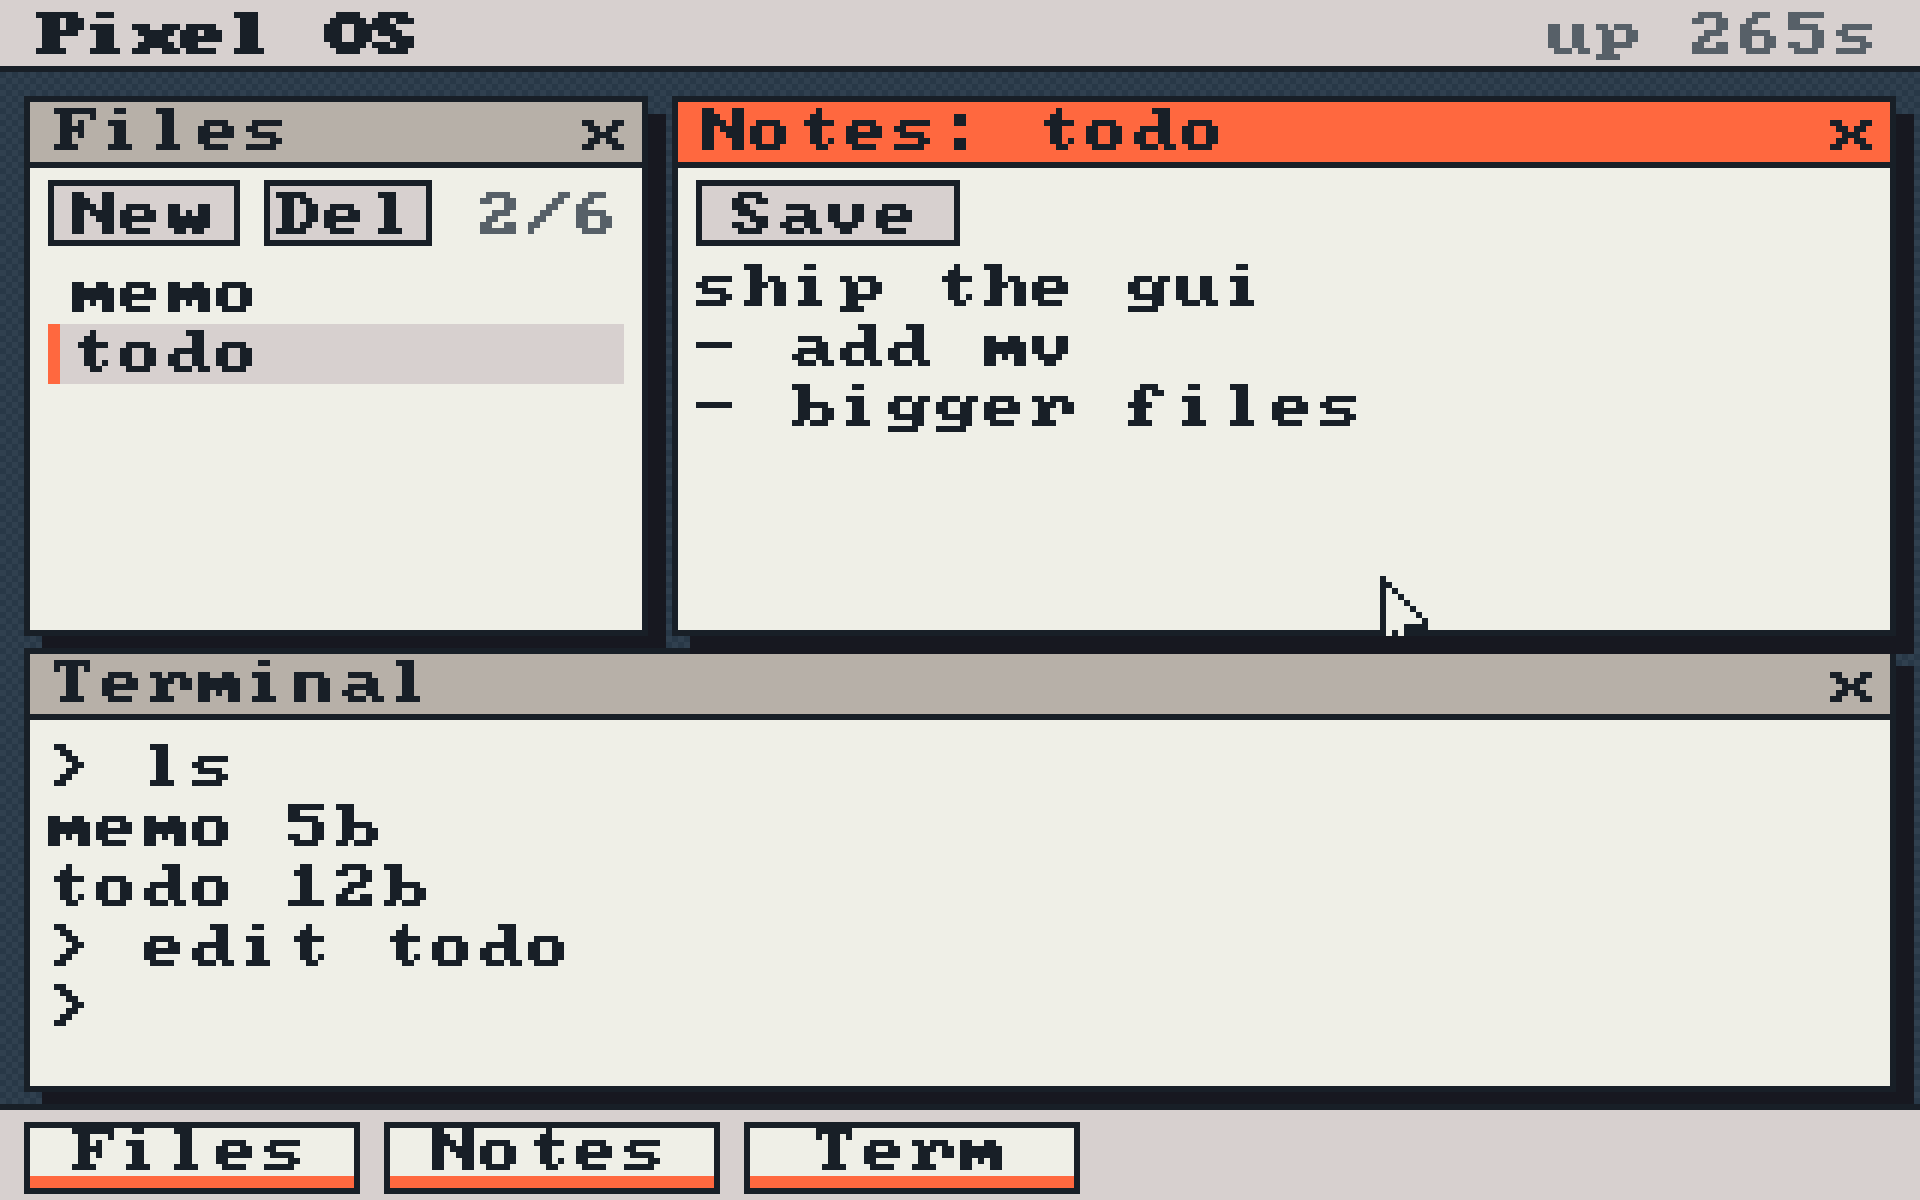 Pixel OS up 265s
Files x
New Del 2/6
memo
todo
Notes: todo x
Save
ship the gui
- add mv
- bigger files
Terminal x
> ls
memo 5b
todo 12b
> edit todo
>
Files Notes Term